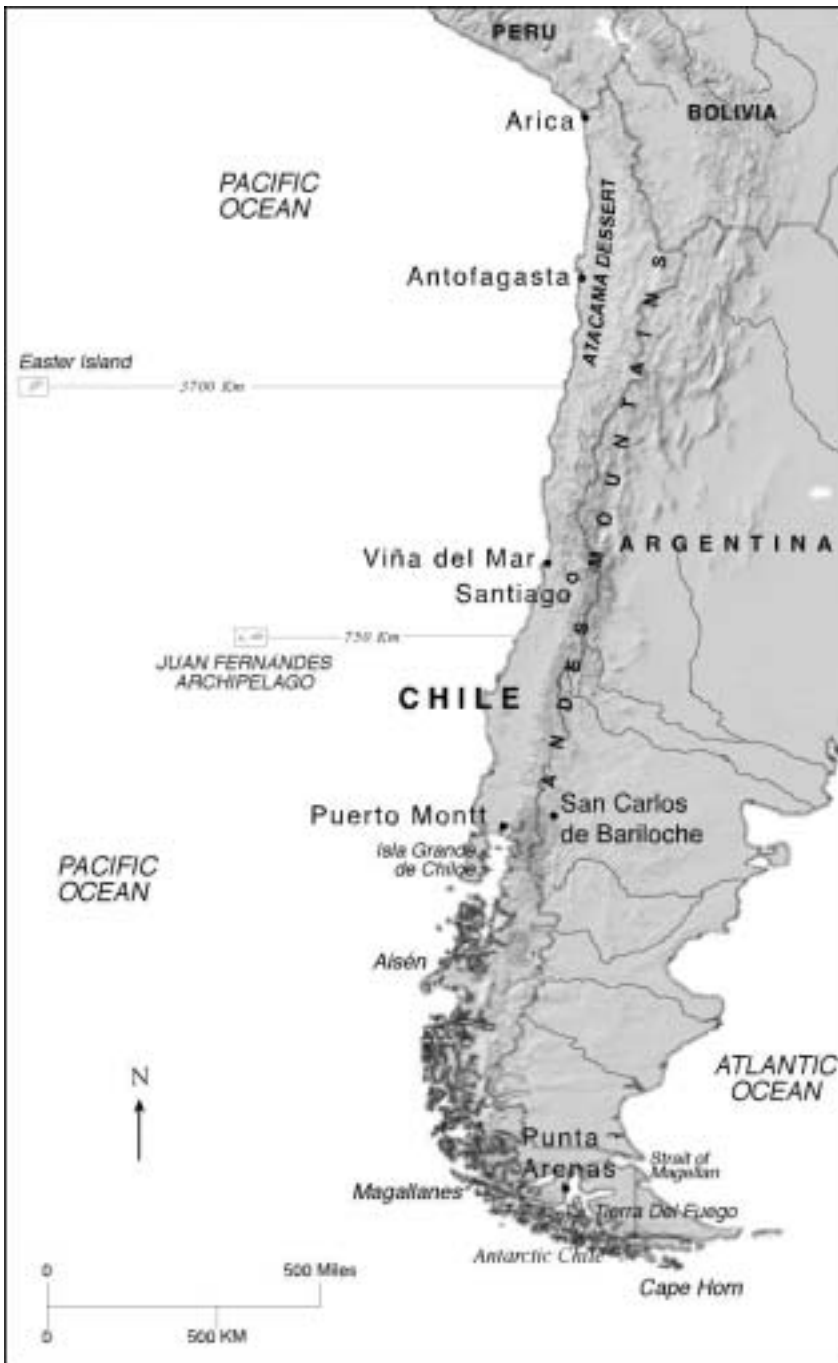 PERU
BOLIVIA
Arica
PACIFIC
OCEAN
ATACAMA DESSERT
Antofagasta
Easter Island
3700 Km
ANDES MOUNTAINS
ARGENTINA
Viña del Mar
Santiago
750 Km
JUAN FERNANDES
ARCHIPELAGO
CHILE
Puerto Montt
San Carlos
de Bariloche
Isla Grande
de Chiloe
PACIFIC
OCEAN
Aisén
N
ATLANTIC
OCEAN
Punta
Arenas
Strait of
Magellan
Magallanes
Tierra Del Fuego
Antarctic Chile
Cape Horn
0
500 Miles
0
500 KM